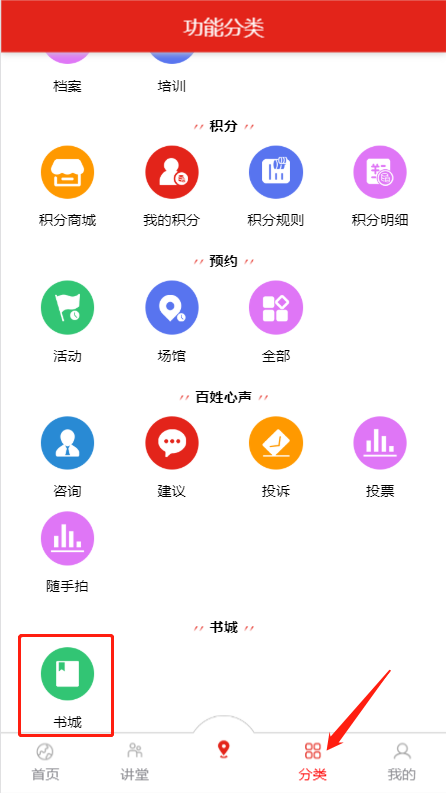 功能分类
档案 培训
积分
积分商城 我的积分 积分规则 积分明细
预约
活动 场馆 全部
百姓心声
咨询 建议 投诉 投票
随手拍
书城
书城
首页 讲堂 分类 我的